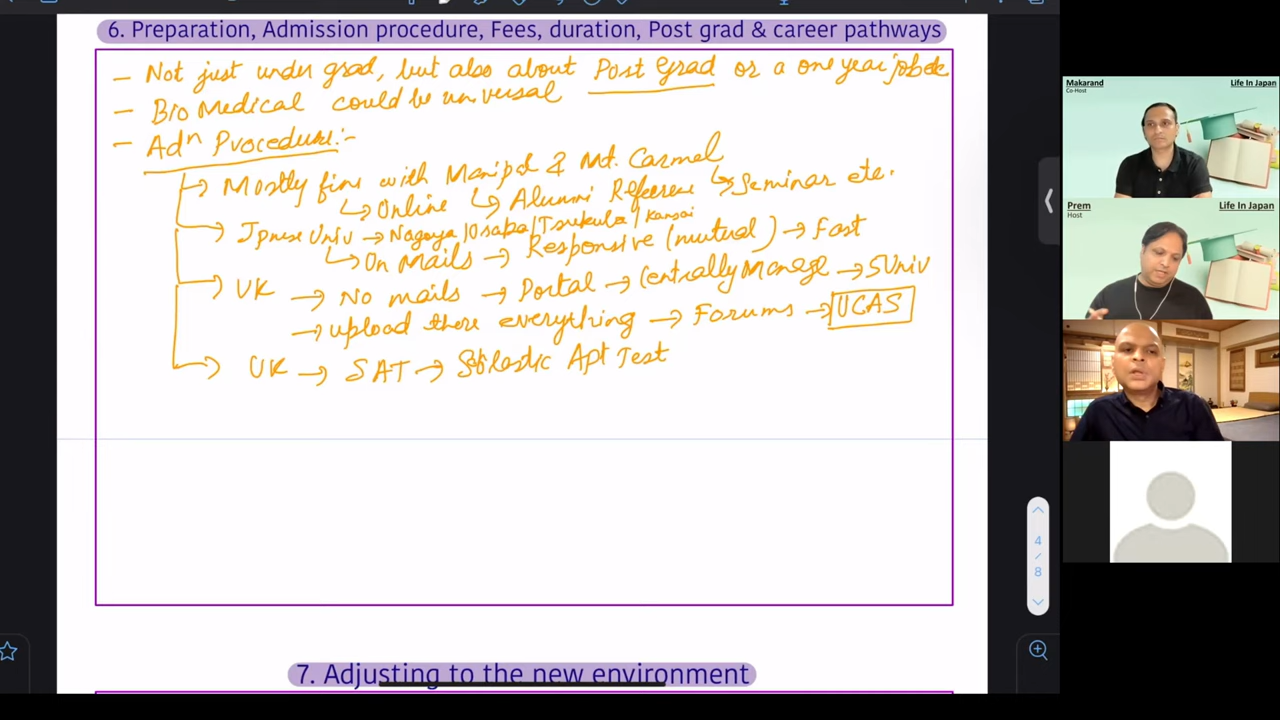 6. Preparation, Admission procedure, Fees, duration, Post grad & career pathways
- Not just under grad, but also about Post Grad or a one year job etc
- Bio Medical could be universal
- Adn Procedure:-
→ Mostly fine with Manipal & Mt. Carmel
↳ Online ↳ Alumni Reference ↳ Seminar etc.
→ Jpnese Univ → Nagoya / Osaka / Tsukuba / Kansai
↳ On Mails → Responsive (mutual) → Fast
→ UK → No mails → Portal → Centrally Manage → 5 Univ
→ upload there everything → Forums → UCAS
→ UK → SAT → Apt Test
7. Adjusting to the new environment
Makarand
Co-Host
Life In Japan
Prem
Host
Life In Japan
4
/
8